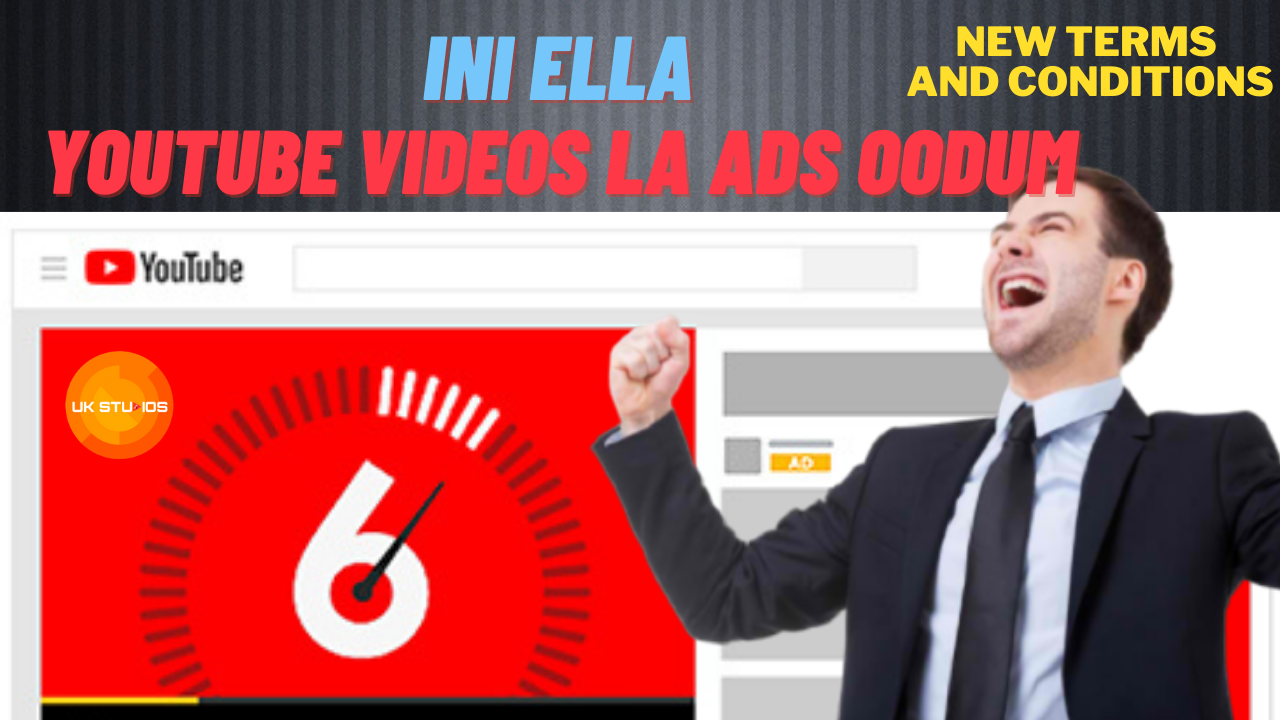 INI ELLA
NEW TERMS
AND CONDITIONS
YOUTUBE VIDEOS LA ADS OODUM
YouTube
UK STUDIOS
AD
6